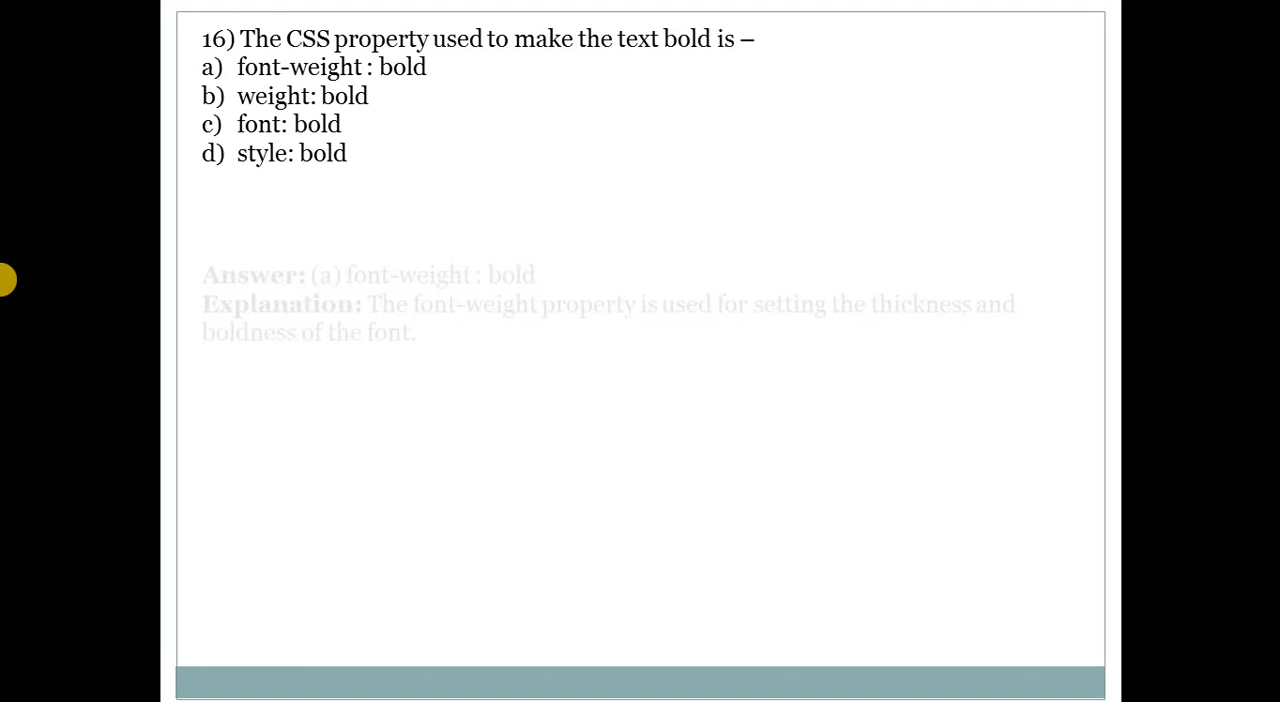 16) The CSS property used to make the text bold is –
a) font-weight : bold
b) weight: bold
c) font: bold
d) style: bold
Answer: (a) font-weight : bold
Explanation: The font-weight property is used for setting the thickness and
boldness of the font.